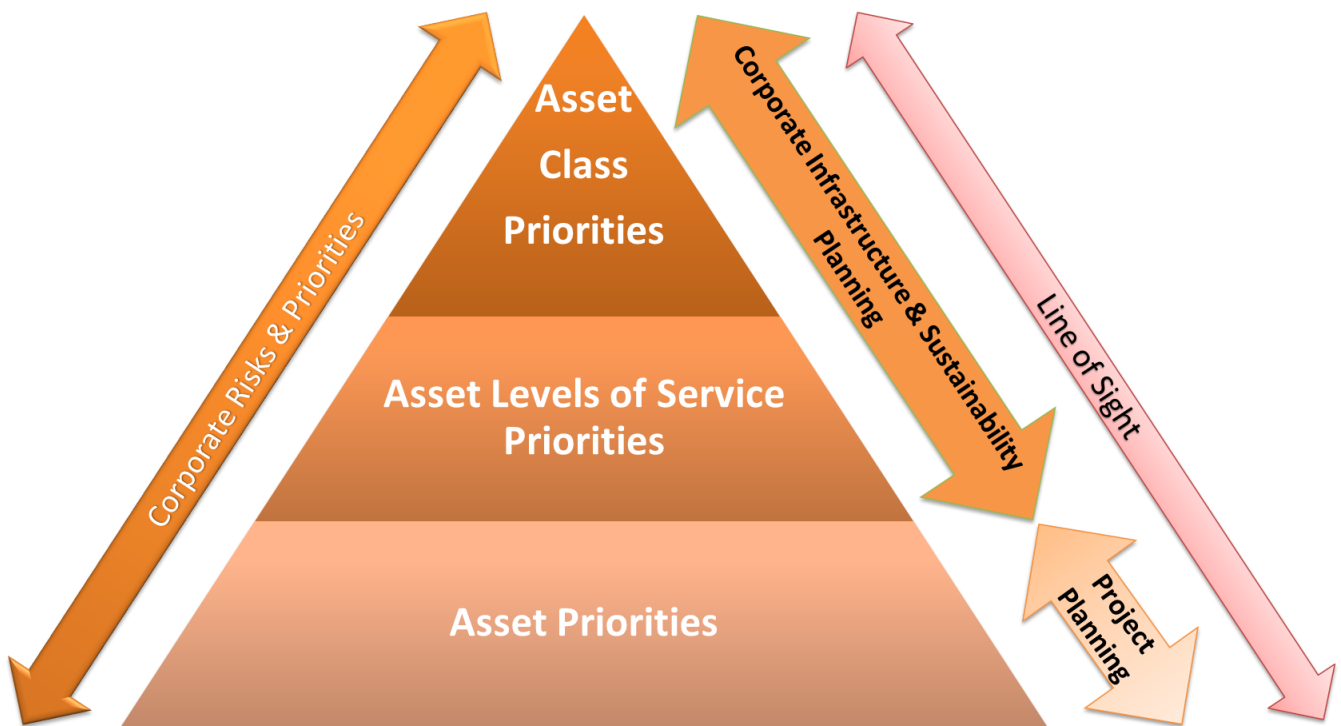 Asset
Class
Priorities
Asset Levels of Service
Priorities
Asset Priorities
Corporate Risks & Priorities
Corporate Infrastructure & Sustainability
Planning
Project
Planning
Line of Sight